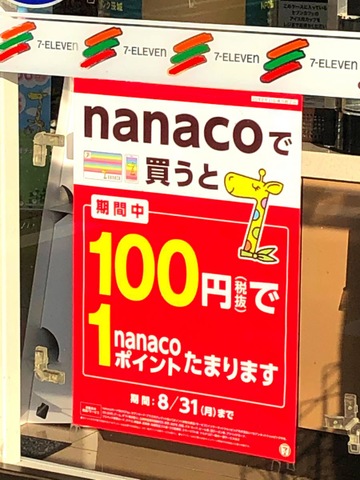 7-ELEVEN 7-ELEVEN 7-ELEVEN 7-ELEVEN
nanacoで
買うと
期間中
100円(税抜)で
1nanaco
ポイントたまります
期間:8/31(月)まで